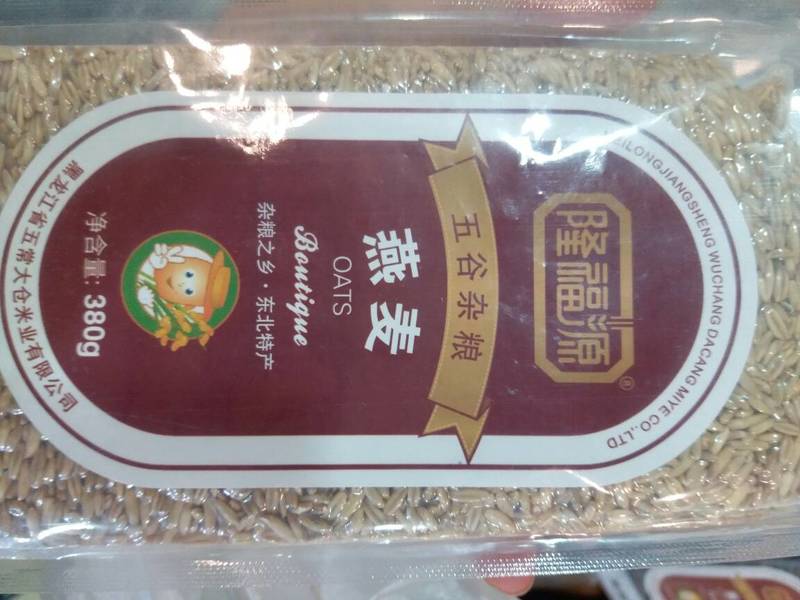 HEILONGJIANGSHENG WUCHANG DACANG MIYE CO.,LTD
隆福源®
五谷杂粮
燕麦
OATS
Boutique
杂粮之乡·东北特产
净含量: 380g
黑龙江省五常大仓米业有限公司